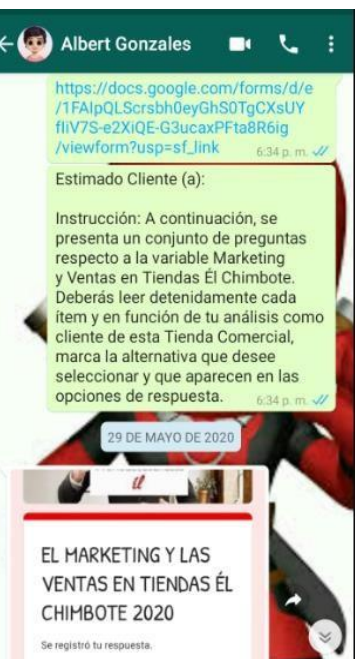 Albert Gonzales
https://docs.google.com/forms/d/e
/1FAIpQLScrsbh0eyGhS0TgCXsUY
fIiV7S-e2XiQE-G3ucaxPFta8R6ig
/viewform?usp=sf_link
6:34 p. m.
Estimado Cliente (a):
Instrucción: A continuación, se
presenta un conjunto de preguntas
respecto a la variable Marketing
y Ventas en Tiendas Él Chimbote.
Deberás leer detenidamente cada
ítem y en función de tu análisis como
cliente de esta Tienda Comercial,
marca la alternativa que desee
seleccionar y que aparecen en las
opciones de respuesta.
6:34 p. m.
29 DE MAYO DE 2020
él
EL MARKETING Y LAS
VENTAS EN TIENDAS ÉL
CHIMBOTE 2020
Se registró tu respuesta.